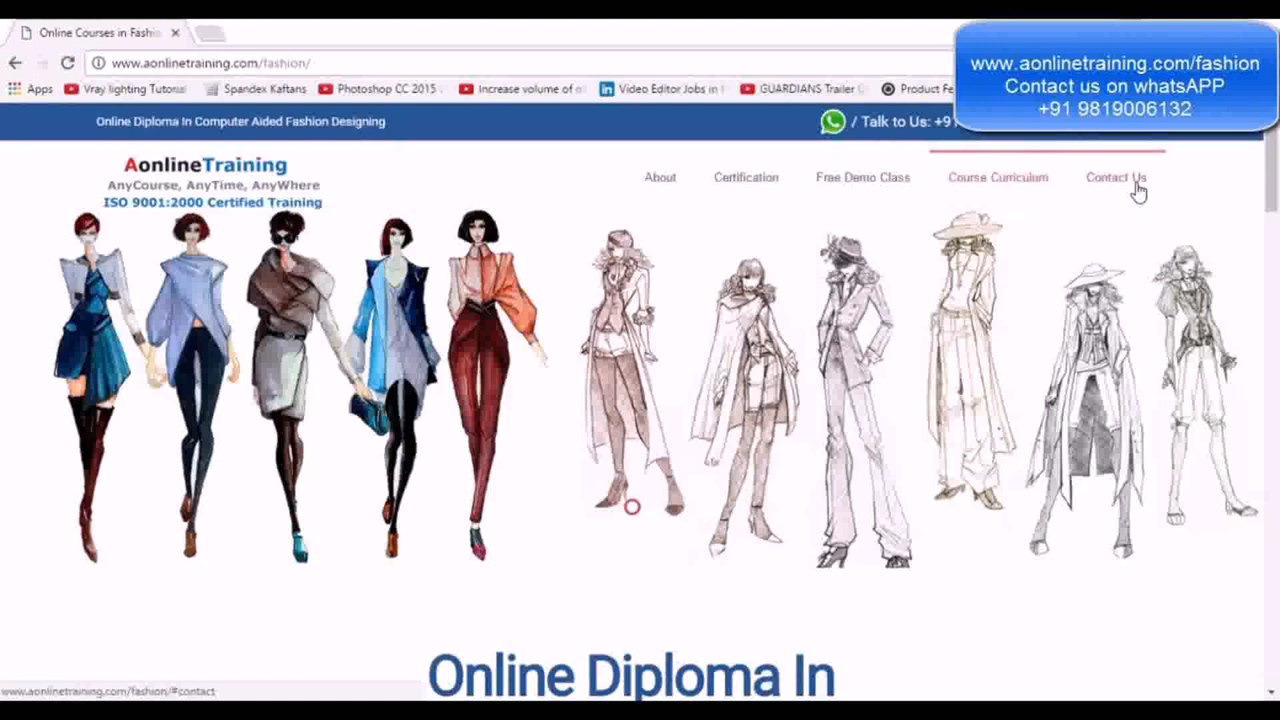 Online Courses in Fashi
www.aonlinetraining.com/fashion/
Apps
Vray lighting Tutorial
Spandex Kaftans
Photoshop CC 2015
Increase volume of
Video Editor Jobs in
GUARDIANS Trailer
Product Fe
www.aonlinetraining.com/fashion
Contact us on whatsAPP
+91 9819006132
Online Diploma In Computer Aided Fashion Designing
/ Talk to Us: +91
AonlineTraining
AnyCourse, AnyTime, AnyWhere
ISO 9001:2000 Certified Training
About
Certification
Free Demo Class
Course Curriculum
Contact Us
Online Diploma In
www.aonlinetraining.com/fashion/#contact